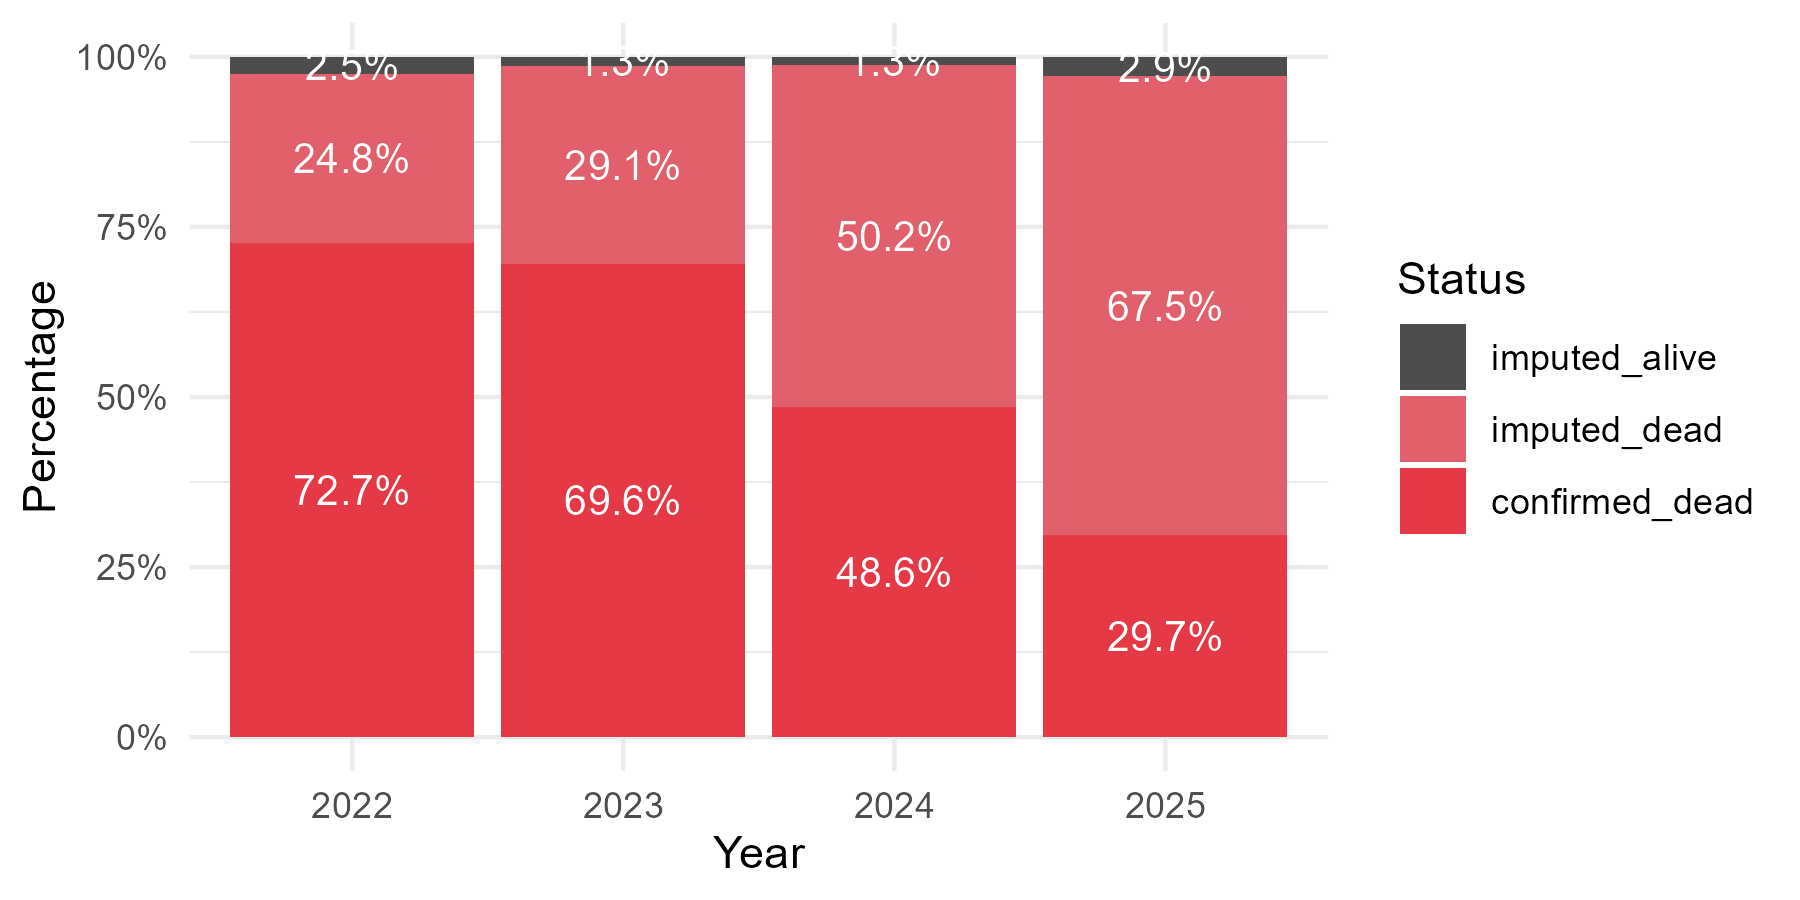 100%
75%
50%
25%
0%
Percentage
2.5% 1.3% 1.3% 2.9%
24.8% 29.1% 50.2% 67.5%
72.7% 69.6% 48.6% 29.7%
2022 2023 2024 2025
Year
Status
imputed_alive
imputed_dead
confirmed_dead